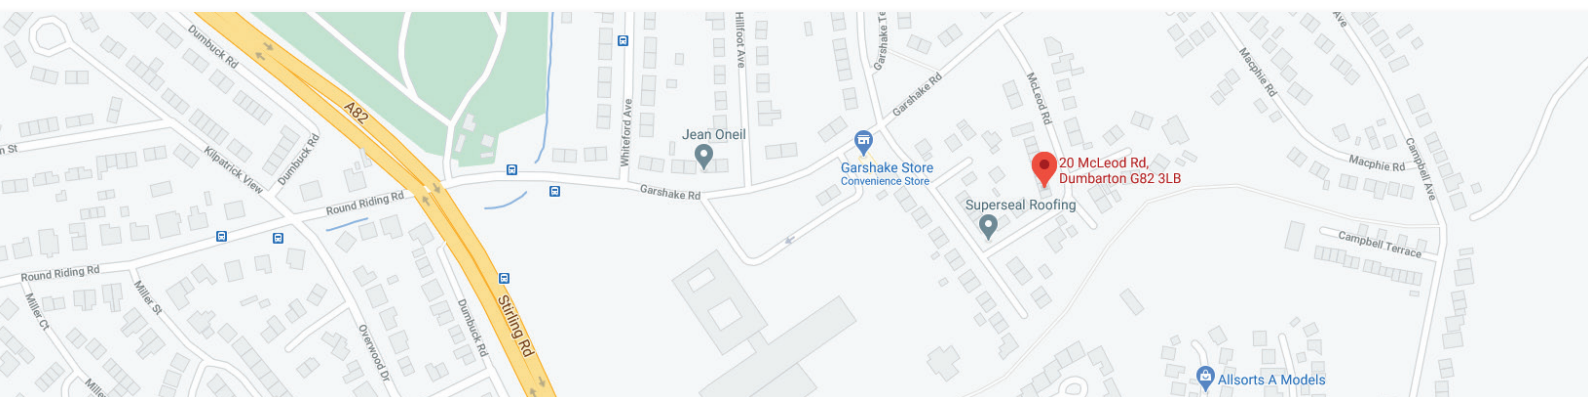 Dumbuck Rd
A82
Hillfoot Ave
Garshake Te
Ave
Macphie Rd
McLeod Rd
Garshake Rd
Whiteford Ave
Jean Oneil
Garshake Store
Convenience Store
Campbell Ave
Macphie Rd
n St
Kilpatrick View
Dumbuck Rd
20 McLeod Rd,
Dumbarton G82 3LB
Round Riding Rd
Garshake Rd
Superseal Roofing
Campbell Terrace
Round Riding Rd
Miller St
Miller Ct
Stirling Rd
Dumbuck Rd
Overwood Dr
Mille
Allsorts A Models